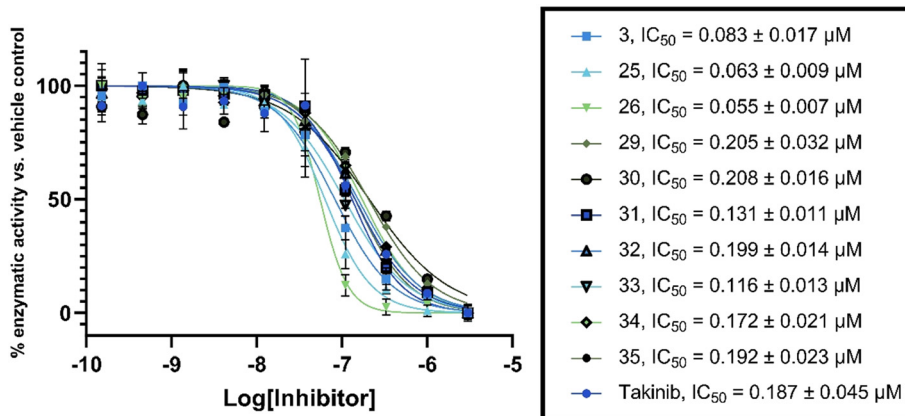 % enzymatic activity vs. vehicle control
100
50
0
-10
-9
-8
-7
-6
-5
Log[Inhibitor]
3, IC50 = 0.083 ± 0.017 µM
25, IC50 = 0.063 ± 0.009 µM
26, IC50 = 0.055 ± 0.007 µM
29, IC50 = 0.205 ± 0.032 µM
30, IC50 = 0.208 ± 0.016 µM
31, IC50 = 0.131 ± 0.011 µM
32, IC50 = 0.199 ± 0.014 µM
33, IC50 = 0.116 ± 0.013 µM
34, IC50 = 0.172 ± 0.021 µM
35, IC50 = 0.192 ± 0.023 µM
Takinib, IC50 = 0.187 ± 0.045 µM